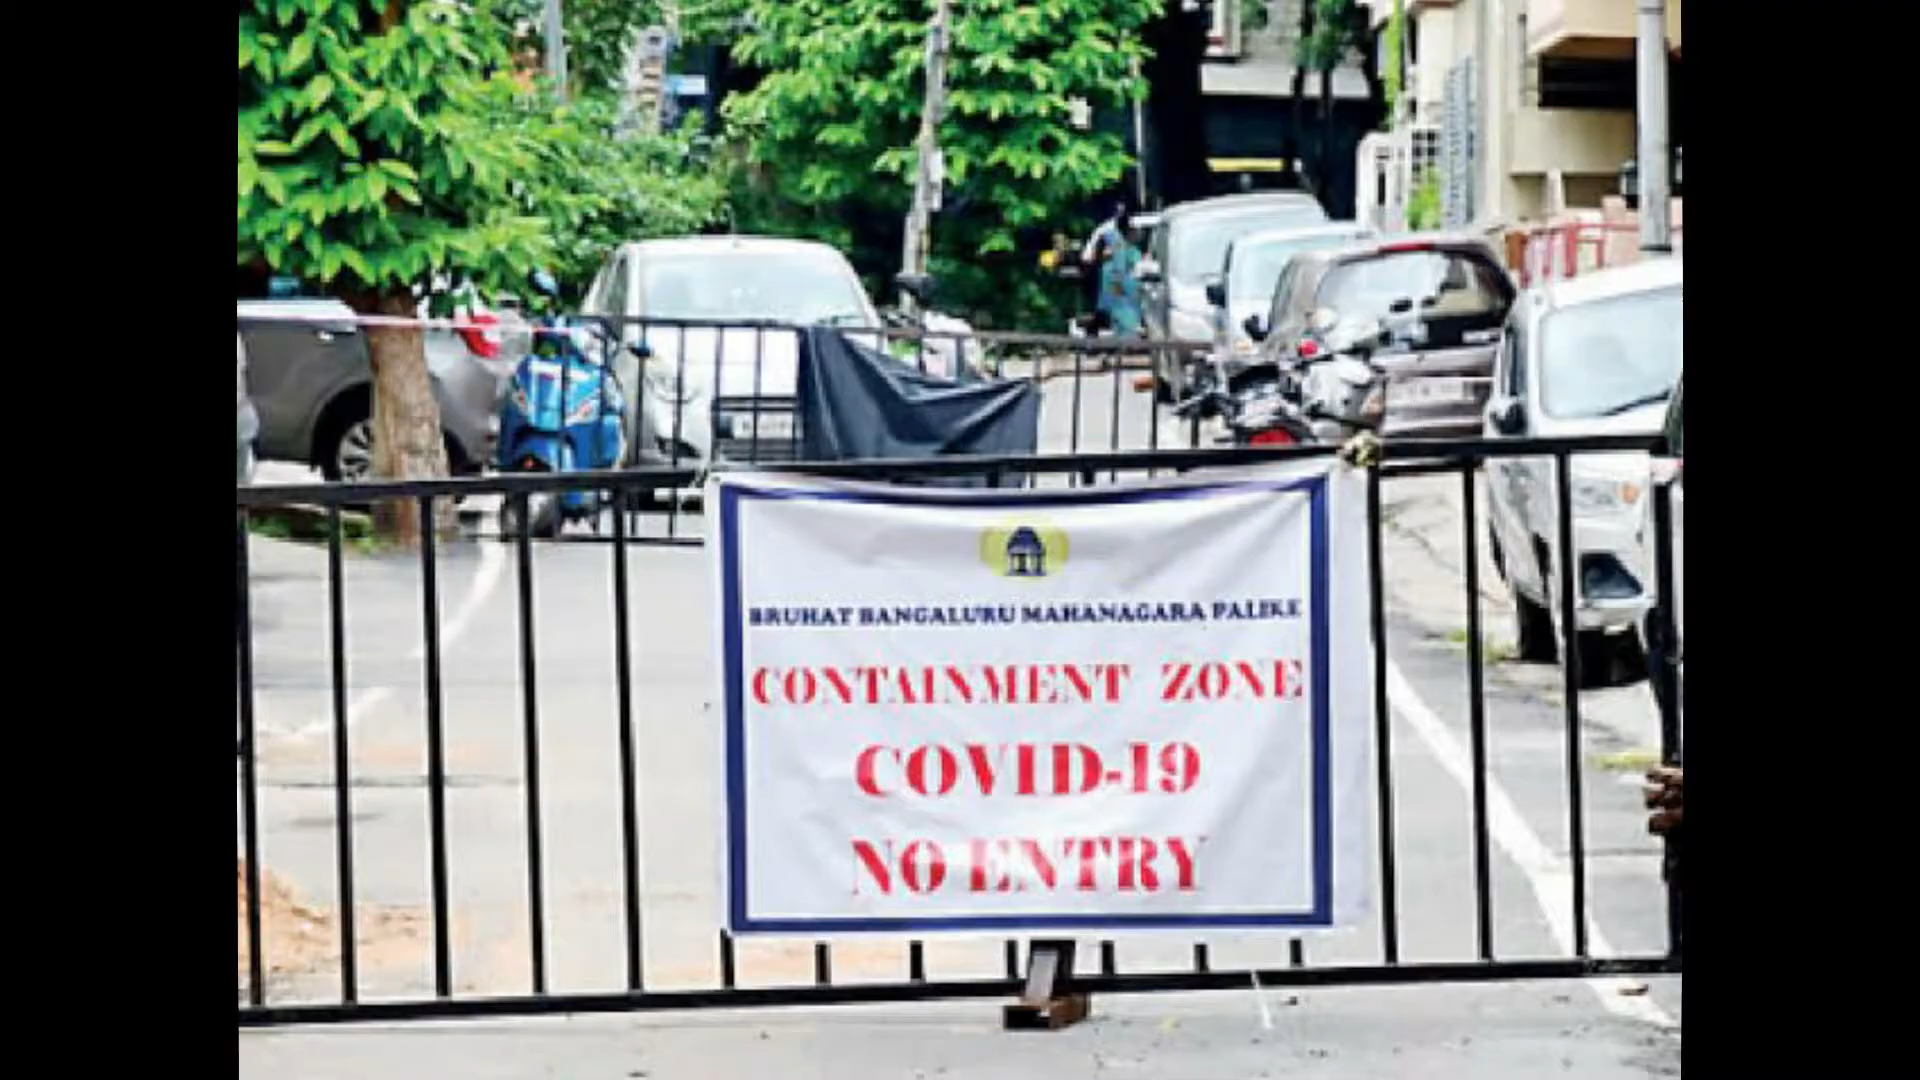 BRUHAT BANGALURU MAHANAGARA PALIKE
CONTAINMENT ZONE
COVID-19
NO ENTRY